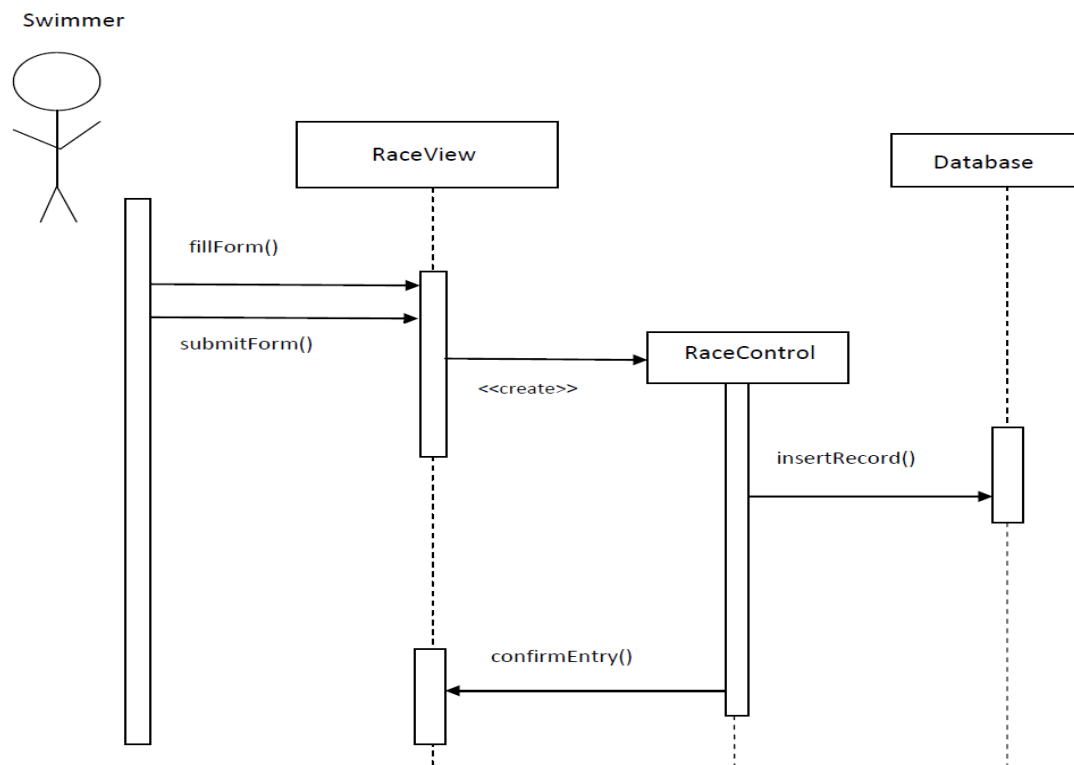 Swimmer
RaceView
Database
fillForm()
submitForm()
RaceControl
<<create>>
insertRecord()
confirmEntry()